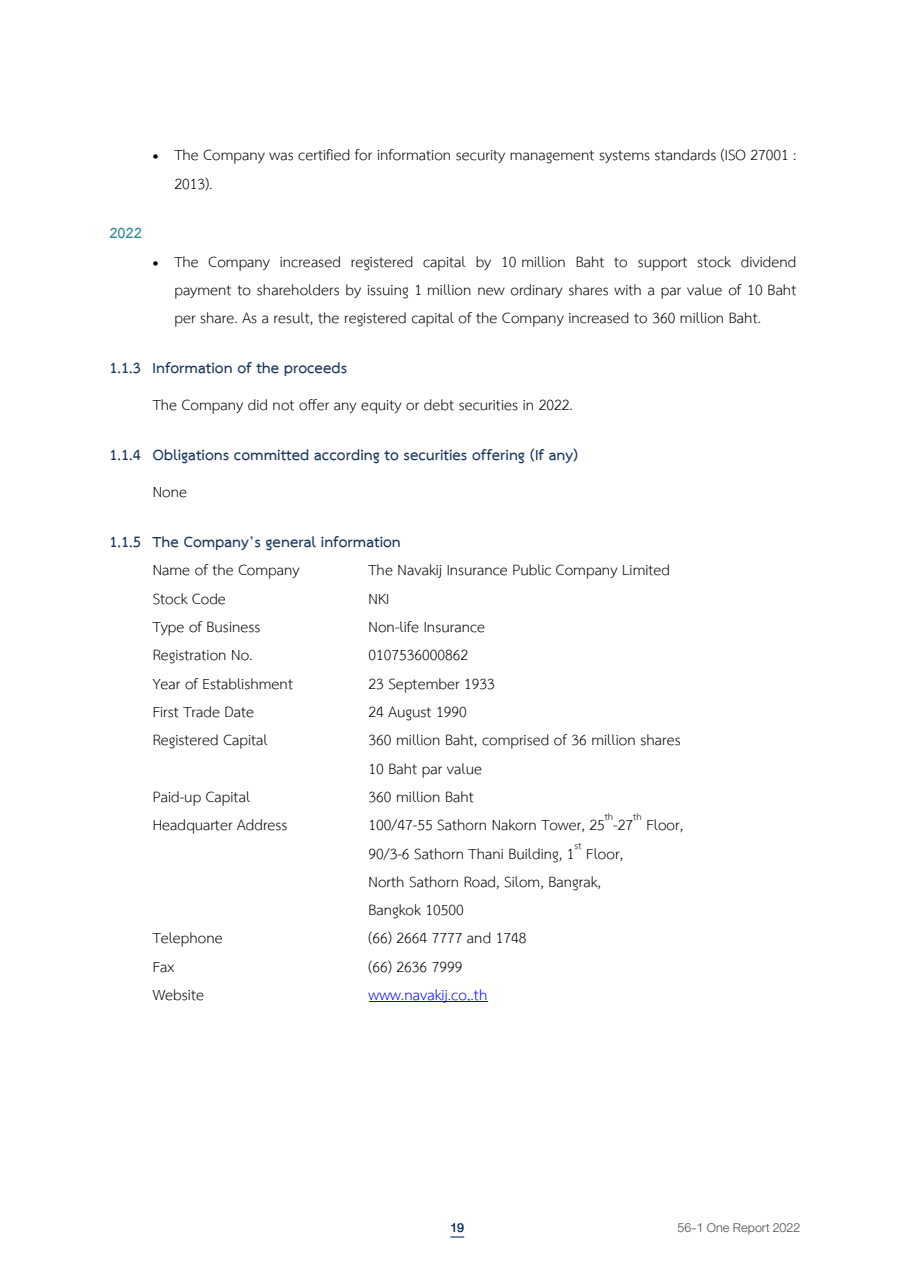 • The Company was certified for information security management systems standards (ISO 27001 :
2013).
2022
• The Company increased registered capital by 10 million Baht to support stock dividend
payment to shareholders by issuing 1 million new ordinary shares with a par value of 10 Baht
per share. As a result, the registered capital of the Company increased to 360 million Baht.
1.1.3 Information of the proceeds
The Company did not offer any equity or debt securities in 2022.
1.1.4 Obligations committed according to securities offering (If any)
None
1.1.5 The Company's general information
Name of the Company The Navakij Insurance Public Company Limited
Stock Code NKI
Type of Business Non-life Insurance
Registration No. 0107536000862
Year of Establishment 23 September 1933
First Trade Date 24 August 1990
Registered Capital 360 million Baht, comprised of 36 million shares
10 Baht par value
Paid-up Capital 360 million Baht
Headquarter Address 100/47-55 Sathorn Nakorn Tower, 25th-27th Floor,
90/3-6 Sathorn Thani Building, 1st Floor,
North Sathorn Road, Silom, Bangrak,
Bangkok 10500
Telephone (66) 2664 7777 and 1748
Fax (66) 2636 7999
Website www.navakij.co,.th
19 56-1 One Report 2022